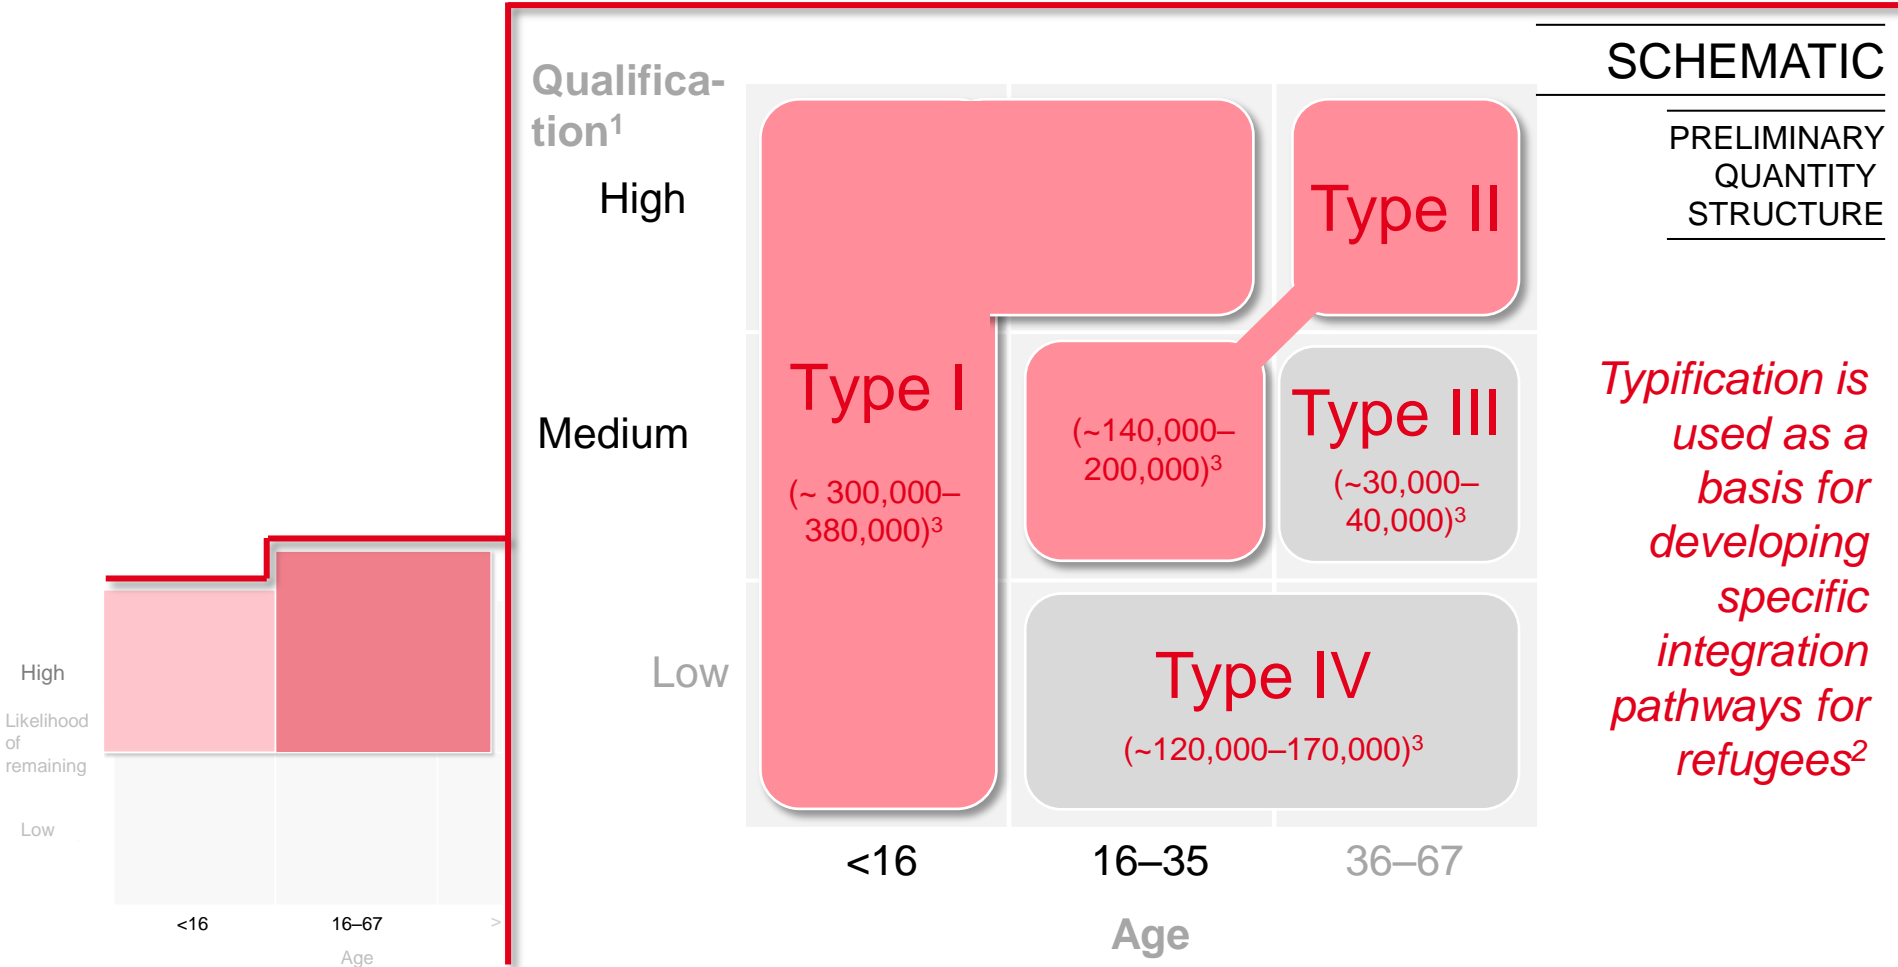 SCHEMATIC
PRELIMINARY
QUANTITY
STRUCTURE
Qualifica-
tion¹
High
Medium
Low
Type I
(~ 300,000–
380,000)³
Type II
(~140,000–
200,000)³
Type III
(~30,000–
40,000)³
Type IV
(~120,000–170,000)³
<16
16–35
36–67
Age
Typification is
used as a
basis for
developing
specific
integration
pathways for
refugees²
High
Likelihood
of
remaining
Low
<16
16–67
>
Age